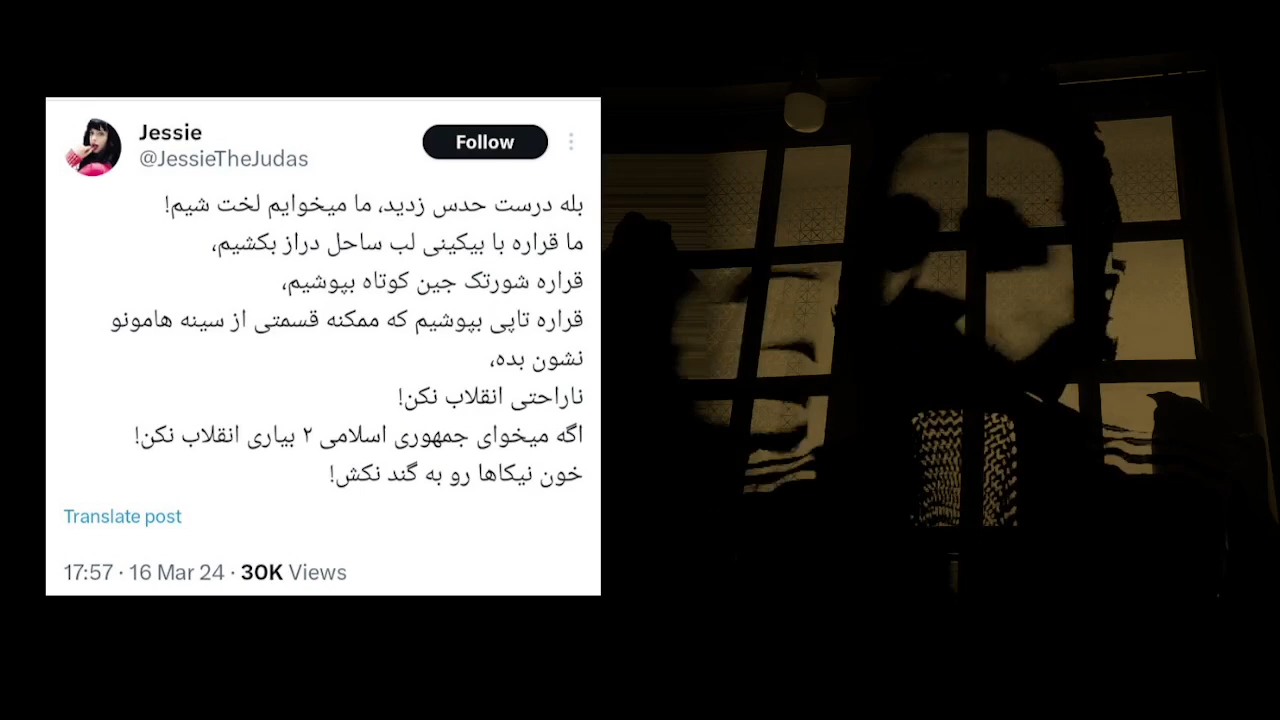 Jessie
@JessieTheJudas
Follow
بله درست حدس زدید، ما میخوایم لخت شیم!
ما قراره با بیکینی لب ساحل دراز بکشیم،
قراره شورتک جین کوتاه بپوشیم،
قراره تاپی بپوشیم که ممکنه قسمتی از سینه هامونو
نشون بده،
ناراحتی انقلاب نکن!
اگه میخوای جمهوری اسلامی ۲ بیاری انقلاب نکن!
خون نیکاها رو به گند نکش!
Translate post
17:57 · 16 Mar 24 · 30K Views